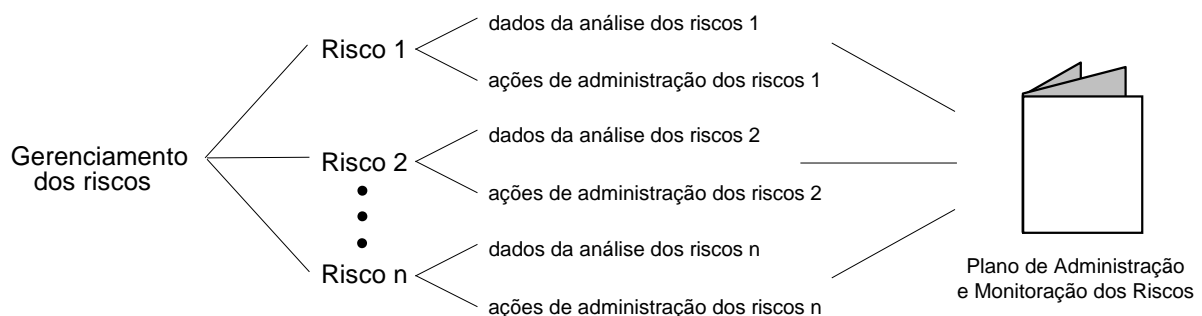 Gerenciamento
dos riscos
Risco 1
dados da análise dos riscos 1
ações de administração dos riscos 1
Risco 2
dados da análise dos riscos 2
ações de administração dos riscos 2
Risco n
dados da análise dos riscos n
ações de administração dos riscos n
Plano de Administração
e Monitoração dos Riscos